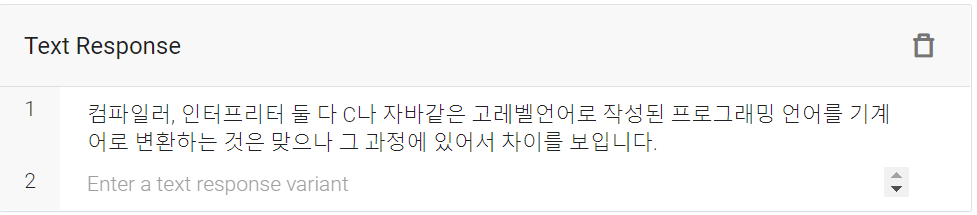 Text Response
1
컴파일러, 인터프리터 둘 다 C나 자바같은 고레벨언어로 작성된 프로그래밍 언어를 기계
어로 변환하는 것은 맞으나 그 과정에 있어서 차이를 보입니다.
2
Enter a text response variant